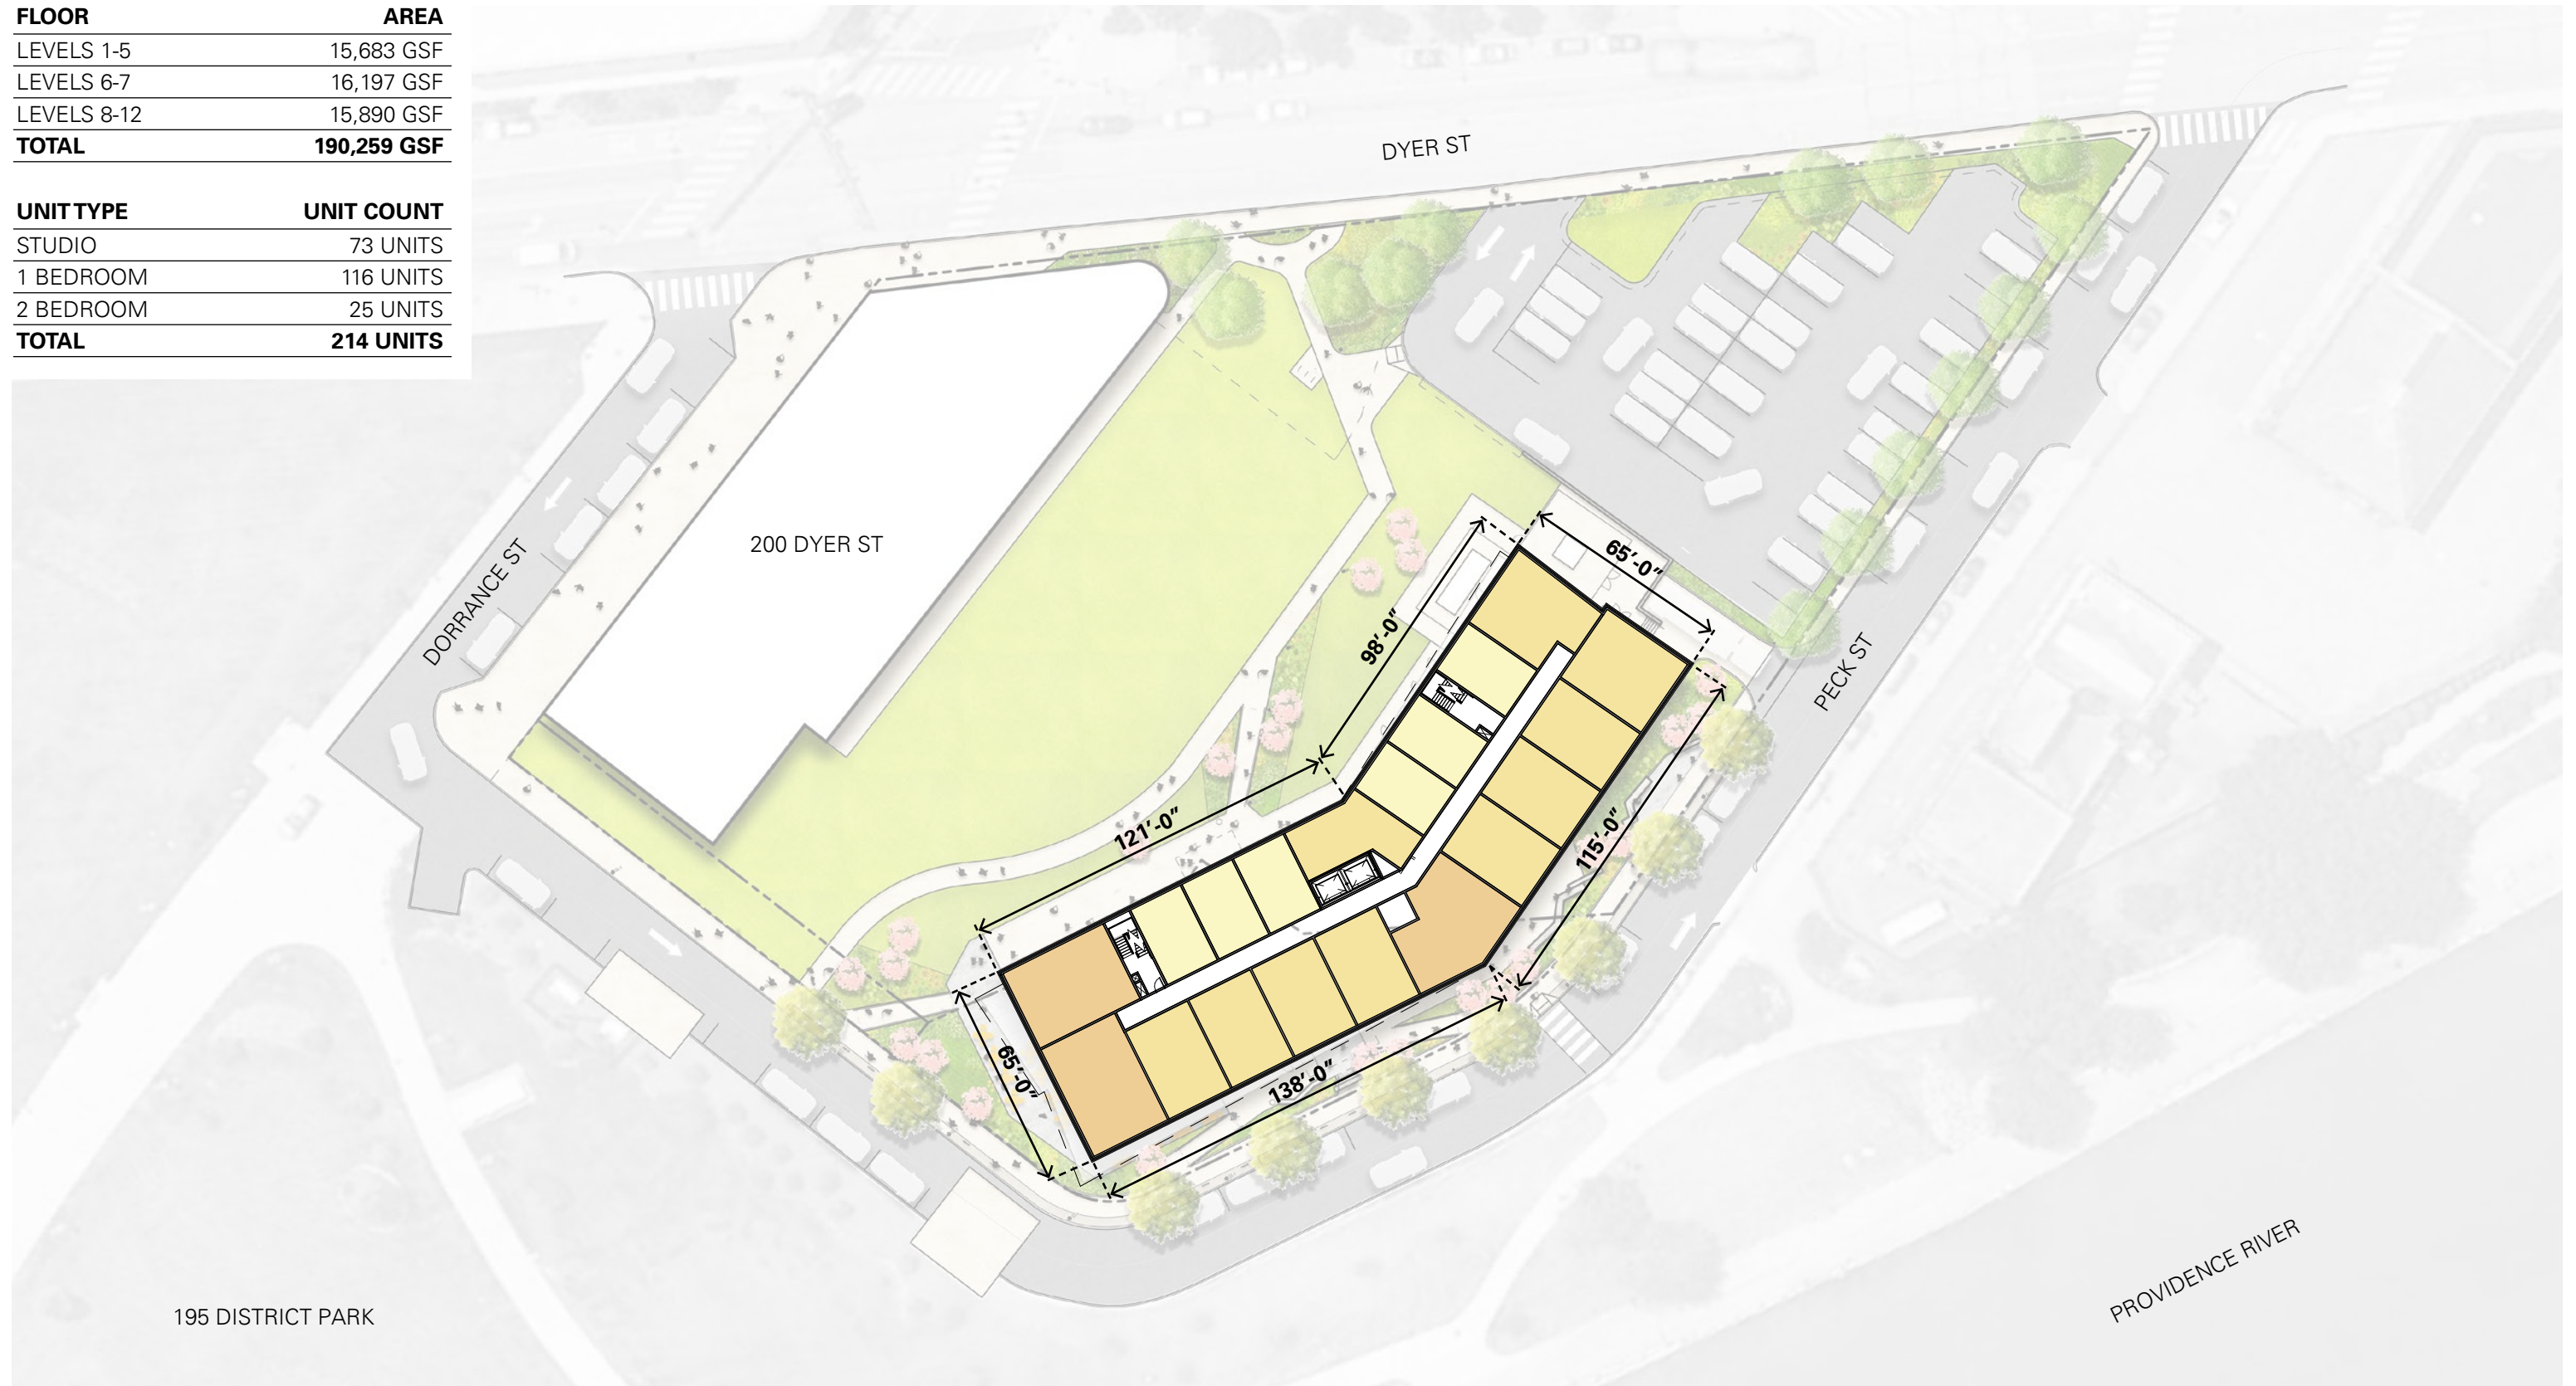 FLOOR AREA
LEVELS 1-5 15,683 GSF
LEVELS 6-7 16,197 GSF
LEVELS 8-12 15,890 GSF
TOTAL 190,259 GSF
UNIT TYPE UNIT COUNT
STUDIO 73 UNITS
1 BEDROOM 116 UNITS
2 BEDROOM 25 UNITS
TOTAL 214 UNITS
DYER ST
200 DYER ST
DORRANCE ST
65'-0"
98'-0"
PECK ST
121'-0"
115'-0"
65'-0"
138'-0"
195 DISTRICT PARK
PROVIDENCE RIVER